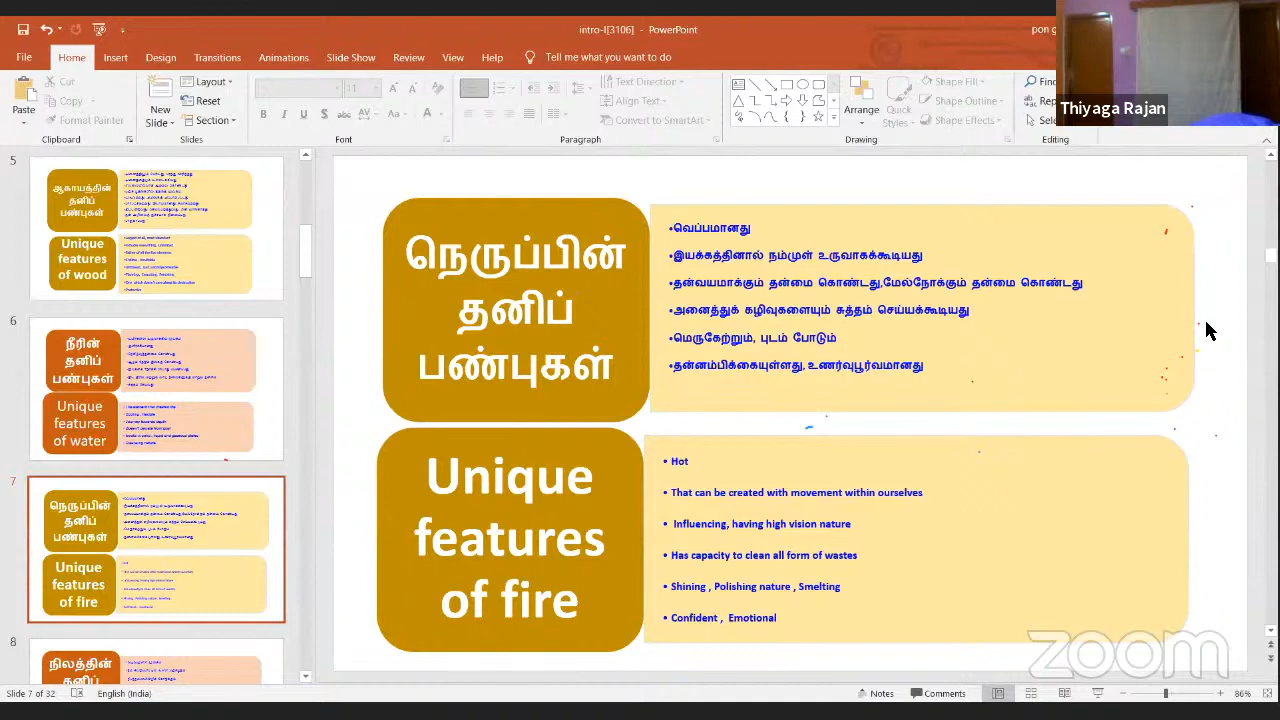 intro-I[3106] - PowerPoint
pon g
File Home Insert Design Transitions Animations Slide Show Review View Help Tell me what you want to do
Thiyaga Rajan
Paste
Cut
Copy
Format Painter
Clipboard
New
Slide
Layout
Reset
Section
Slides
Font
Text Direction
Align Text
Convert to SmartArt
Paragraph
Arrange
Quick
Styles
Shape Fill
Shape Outline
Shape Effects
Drawing
Editing
5
ஆகாயத்தின்
தனிப்
பண்புகள்
Unique
features
of wood
6
நீரின்
தனிப்
பண்புகள்
Unique
features
of water
7
நெருப்பின்
தனிப்
பண்புகள்
Unique
features
of fire
8
நிலத்தின்
நெருப்பின்
தனிப்
பண்புகள்
•வெப்பமானது
•இயக்கத்தினால் நம்முள் உருவாகக்கூடியது
•தன்வயமாக்கும் தன்மை கொண்டது,மேல்நோக்கும் தன்மை கொண்டது
•அனைத்துக் கழிவுகளையும் சுத்தம் செய்யக்கூடியது
•மெருகேற்றும், புடம் போடும்
•தன்னம்பிக்கையுள்ளது, உணர்வுபூர்வமானது
Unique
features
of fire
• Hot
• That can be created with movement within ourselves
• Influencing, having high vision nature
• Has capacity to clean all form of wastes
• Shining , Polishing nature , Smelting
• Confident , Emotional
zoom
Slide 7 of 32 English (India) Notes Comments 86%